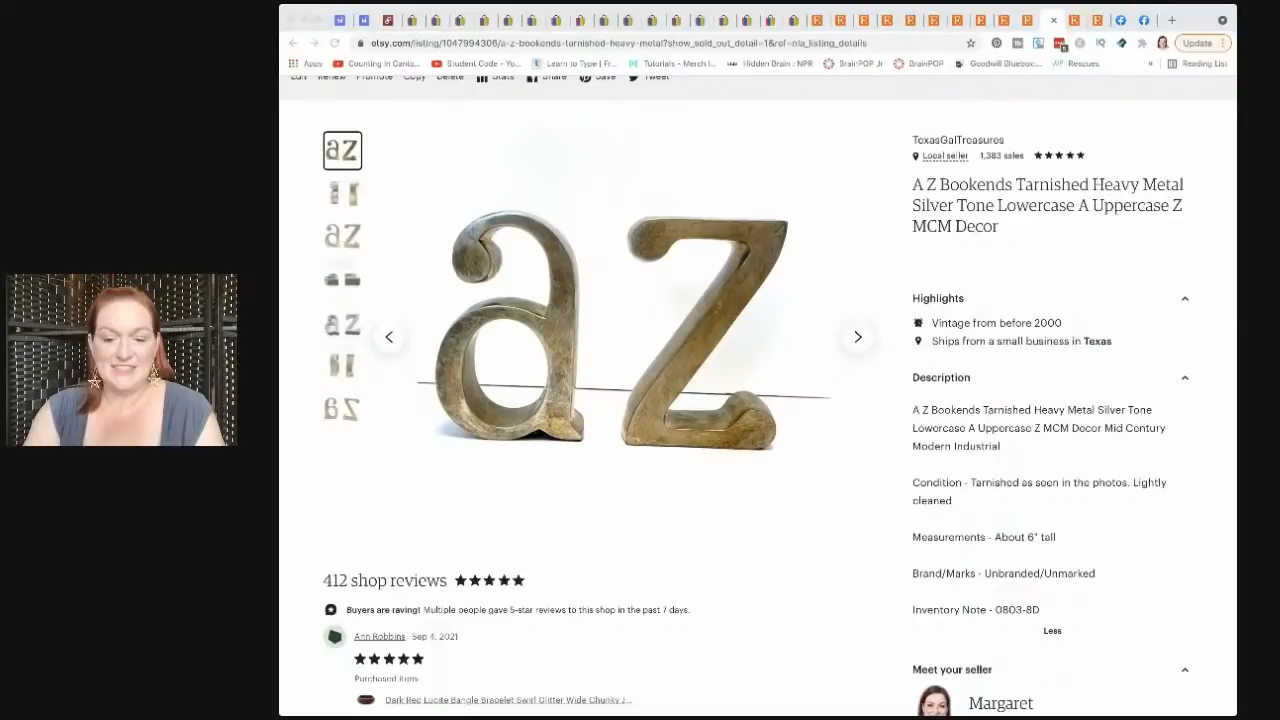 etsy.com/listing/1047994306/a-z-bookends-tarnished-heavy-metal?show_sold_out_detail=1&ref=nla_listing_details
Update
Apps
Counting in Canta...
Student Code - Yo...
Learn to Type | Fr...
Tutorials - Merch I...
Hidden Brain : NPR
BrainPOP Jr
BrainPOP
Goodwill Bluebox:...
Rescues
»
Reading List
Edit Review Promote Copy Delete Stats Share Save Tweet
az
TexasGalTreasures
Local seller 1,383 sales
A Z Bookends Tarnished Heavy Metal
Silver Tone Lowercase A Uppercase Z
MCM Decor
Highlights
Vintage from before 2000
Ships from a small business in Texas
Description
A Z Bookends Tarnished Heavy Metal Silver Tone
Lowercase A Uppercase Z MCM Decor Mid Century
Modern Industrial
Condition - Tarnished as seen in the photos. Lightly
cleaned
Measurements - About 6" tall
Brand/Marks - Unbranded/Unmarked
Inventory Note - 0803-8D
Less
412 shop reviews
Buyers are raving! Multiple people gave 5-star reviews to this shop in the past 7 days.
Ann Robbins Sep 4, 2021
Purchased item:
Dark Red Lucite Bangle Bracelet Swirl Glitter Wide Chunky J...
Meet your seller
Margaret